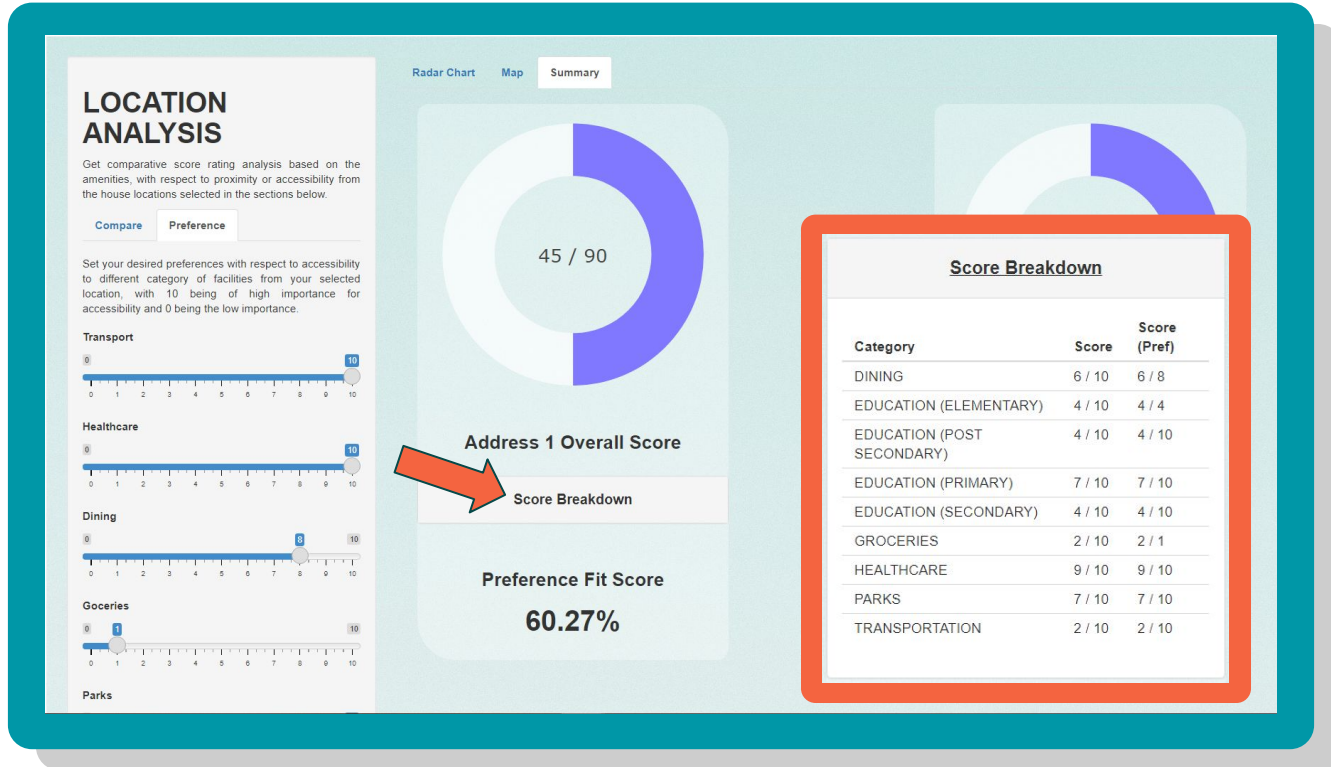 LOCATION
ANALYSIS
Get comparative score rating analysis based on the
amenities, with respect to proximity or accessibility from
the house locations selected in the sections below.
Compare Preference
Set your desired preferences with respect to accessibility
to different category of facilities from your selected
location, with 10 being of high importance for
accessibility and 0 being the low importance.
Transport
0 10
0 1 2 3 4 5 6 7 8 9 10
Healthcare
0 10
0 1 2 3 4 5 6 7 8 9 10
Dining
0 8 10
0 1 2 3 4 5 6 7 8 9 10
Goceries
0 1 10
0 1 2 3 4 5 6 7 8 9 10
Parks
Radar Chart Map Summary
45 / 90
Address 1 Overall Score
Score Breakdown
Preference Fit Score
60.27%
Score Breakdown
Category Score Score
(Pref)
DINING 6 / 10 6 / 8
EDUCATION (ELEMENTARY) 4 / 10 4 / 4
EDUCATION (POST 4 / 10 4 / 10
SECONDARY)
EDUCATION (PRIMARY) 7 / 10 7 / 10
EDUCATION (SECONDARY) 4 / 10 4 / 10
GROCERIES 2 / 10 2 / 1
HEALTHCARE 9 / 10 9 / 10
PARKS 7 / 10 7 / 10
TRANSPORTATION 2 / 10 2 / 10